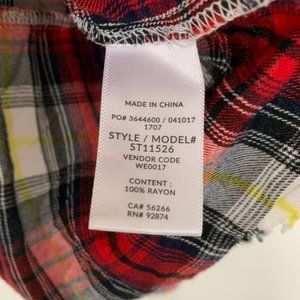 MADE IN CHINA
PO# 3644600 / 041017
1707
STYLE / MODEL#
ST11526
VENDOR CODE
WE0017
CONTENT :
100% RAYON
CA# 56266
RN# 92874